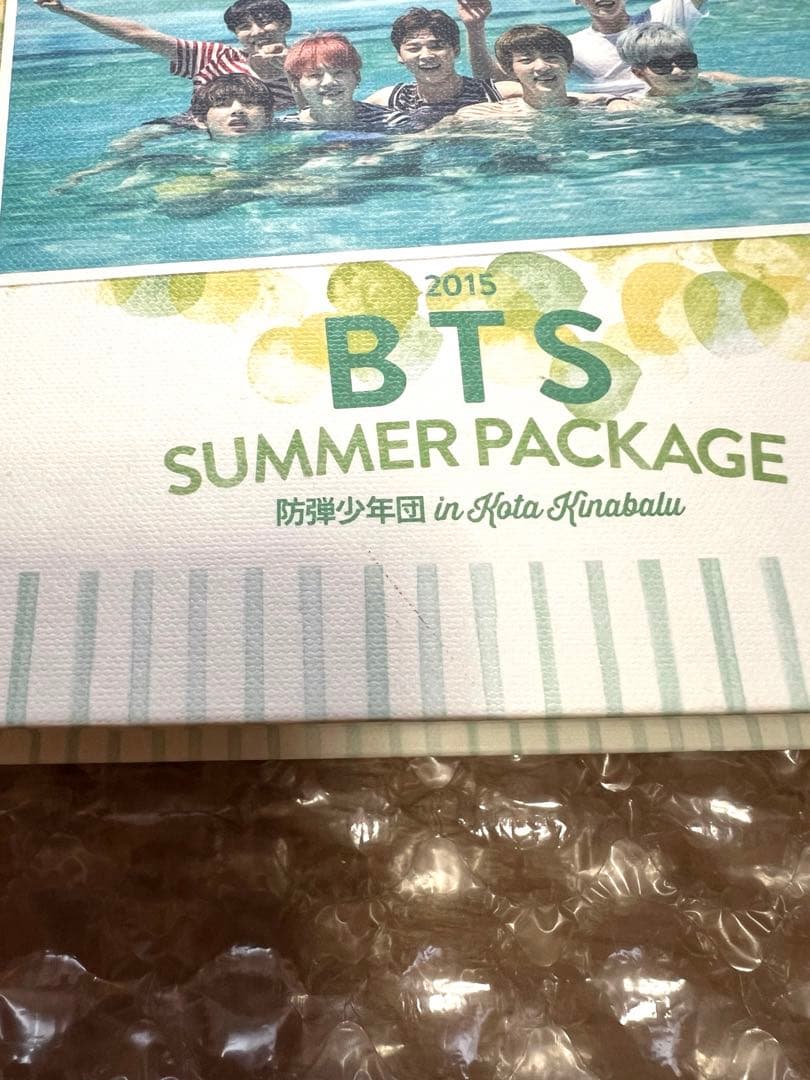 2015
BTS
SUMMER PACKAGE
防弾少年団 in Kota Kinabalu